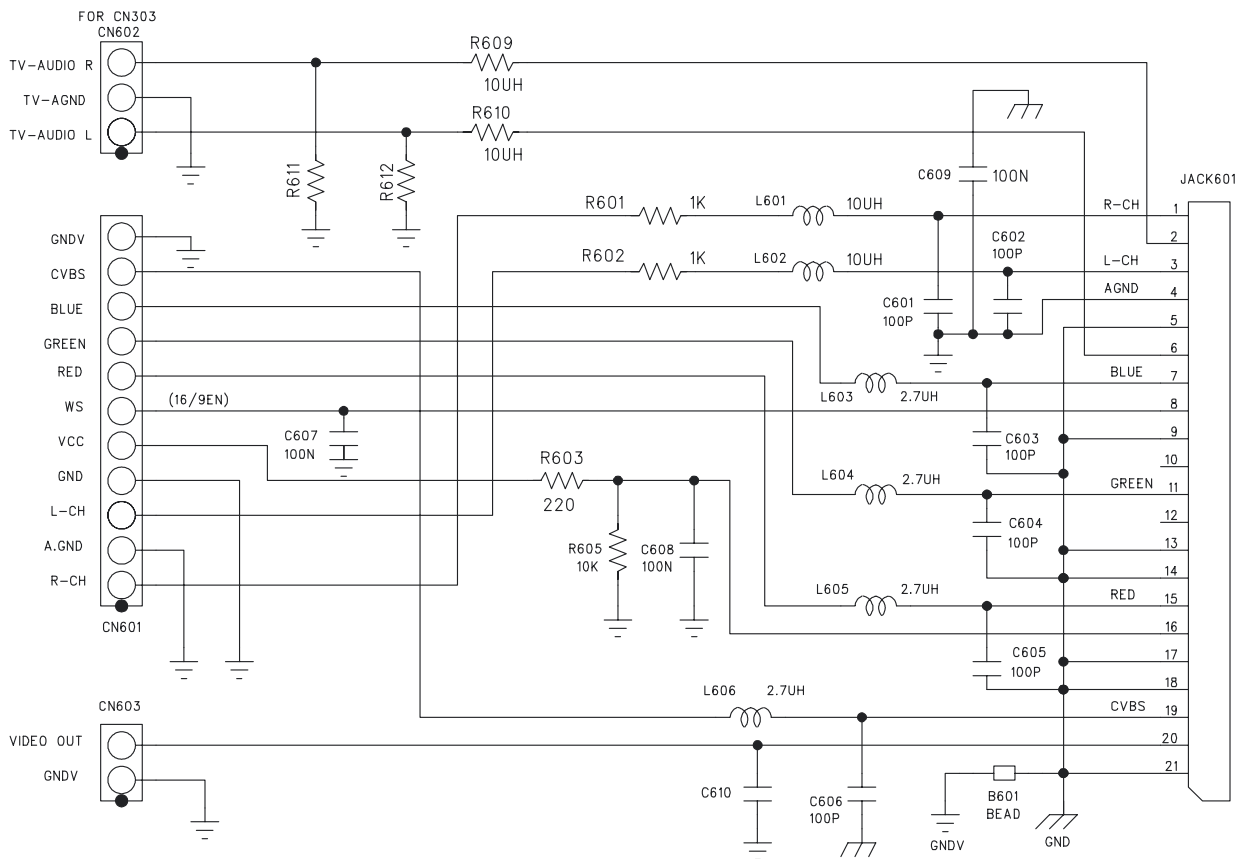 FOR CN303
CN602
TV-AUDIO R
TV-AGND
TV-AUDIO L
R609
10UH
R610
10UH
R611
R612
C609
100N
JACK601
R601
1K
L601
10UH
R-CH
1
2
R602
1K
L602
10UH
C602
100P
L-CH
3
AGND
4
C601
100P
5
6
GNDV
CVBS
BLUE
GREEN
RED
WS
(16/9EN)
VCC
GND
L-CH
A.GND
R-CH
CN601
C607
100N
L603
2.7UH
BLUE
7
8
C603
100P
9
10
R603
220
L604
2.7UH
GREEN
11
C604
100P
12
13
14
R605
10K
C608
100N
L605
2.7UH
RED
15
16
C605
100P
17
18
L606
2.7UH
CVBS
19
20
21
CN603
VIDEO OUT
GNDV
C610
C606
100P
B601
BEAD
GNDV
GND